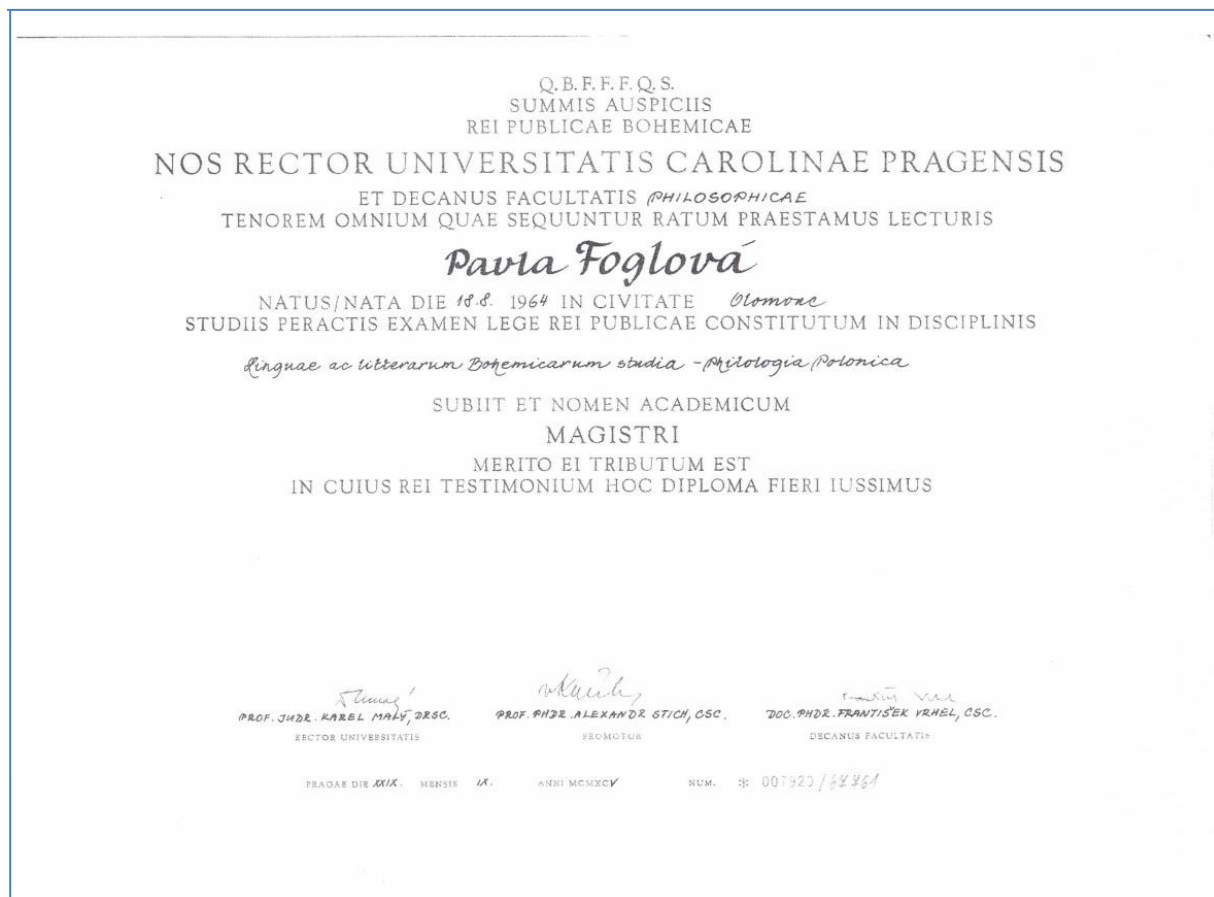 Q. B. F. F. F. Q. S.
SUMMIS AUSPICIIS
REI PUBLICAE BOHEMICAE
NOS RECTOR UNIVERSITATIS CAROLINAE PRAGENSIS
ET DECANUS FACULTATIS PHILOSOPHICAE
TENOREM OMNIUM QUAE SEQUUNTUR RATUM PRAESTAMUS LECTURIS
Pavla Foglová
NATUS/NATA DIE 18.8. 1964 IN CIVITATE Olomouc
STUDIIS PERACTIS EXAMEN LEGE REI PUBLICAE CONSTITUTUM IN DISCIPLINIS
Linguae ac litterarum Bohemicarum studia - Philologia Polonica
SUBIIT ET NOMEN ACADEMICUM
MAGISTRI
MERITO EI TRIBUTUM EST
IN CUIUS REI TESTIMONIUM HOC DIPLOMA FIERI IUSSIMUS
PROF. JUDR. KAREL MALÝ, DRSC. PROF. PHDR. ALEXANDR STICH, CSC. DOC. PHDR. FRANTIŠEK VRHEL, CSC.
RECTOR UNIVERSITATIS PROMOTOR DECANUS FACULTATIS
PRAGAE DIE XXIX. MENSIS IX. ANNI MCMXCV NUM. *